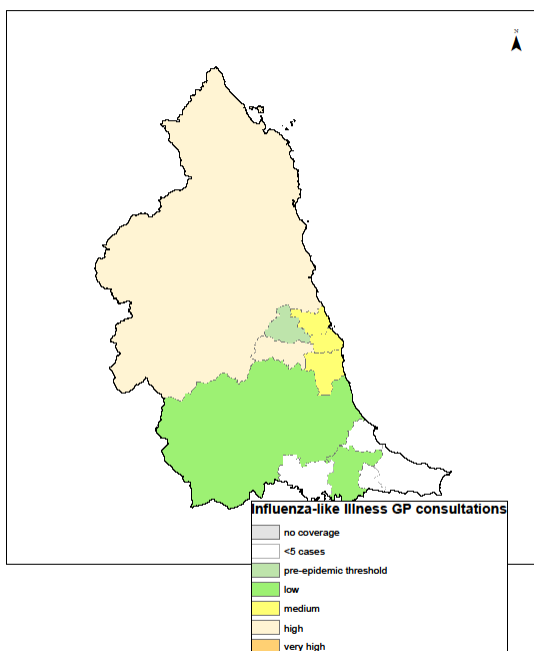 N
Influenza-like Illness GP consultations
no coverage
<5 cases
pre-epidemic threshold
low
medium
high
very high